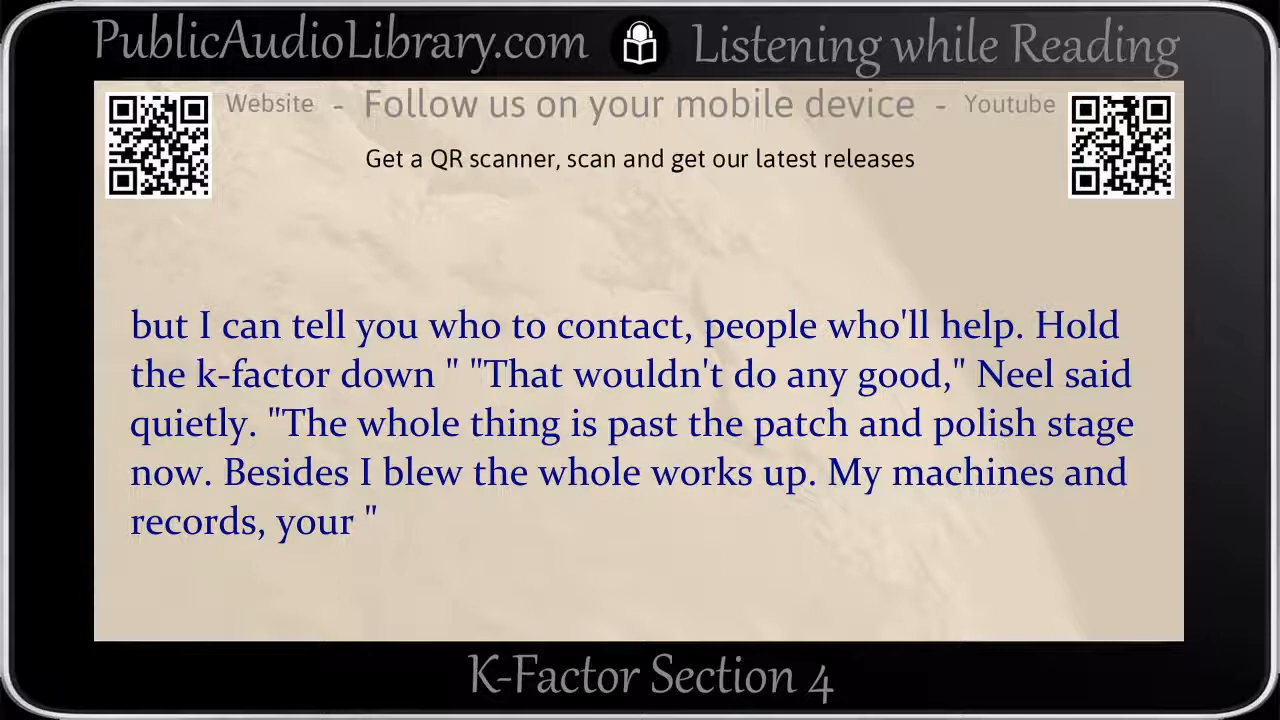 PublicAudioLibrary.com Listening while Reading
Website - Follow us on your mobile device - Youtube
Get a QR scanner, scan and get our latest releases
but I can tell you who to contact, people who'll help. Hold
the k-factor down " "That wouldn't do any good," Neel said
quietly. "The whole thing is past the patch and polish stage
now. Besides I blew the whole works up. My machines and
records, your "
K-Factor Section 4